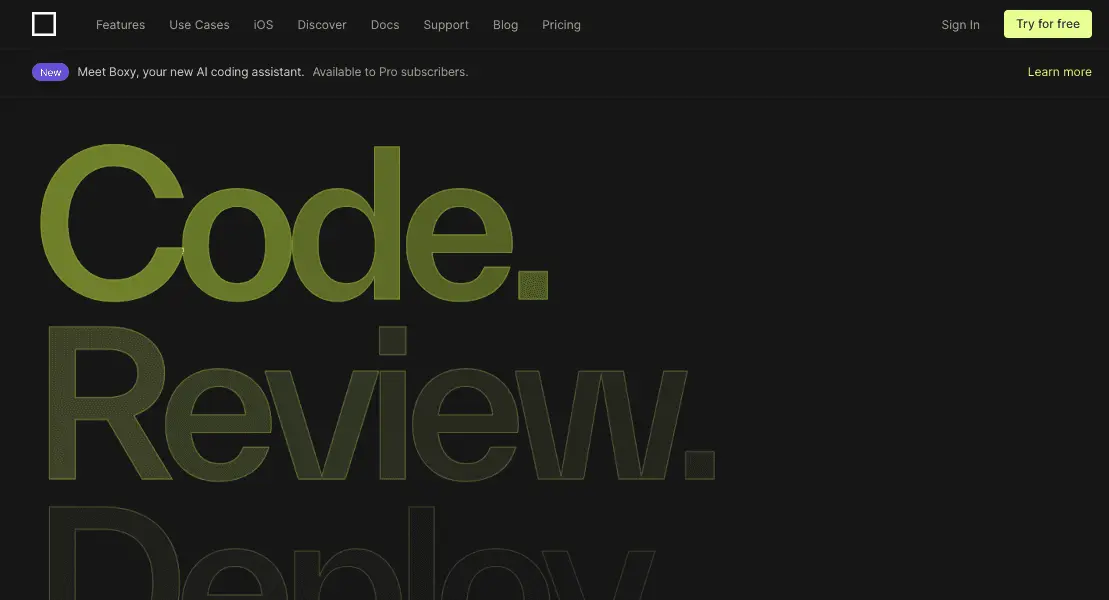 Features Use Cases iOS Discover Docs Support Blog Pricing Sign In Try for free
New Meet Boxy, your new AI coding assistant. Available to Pro subscribers. Learn more
Code.
Review.
Deploy